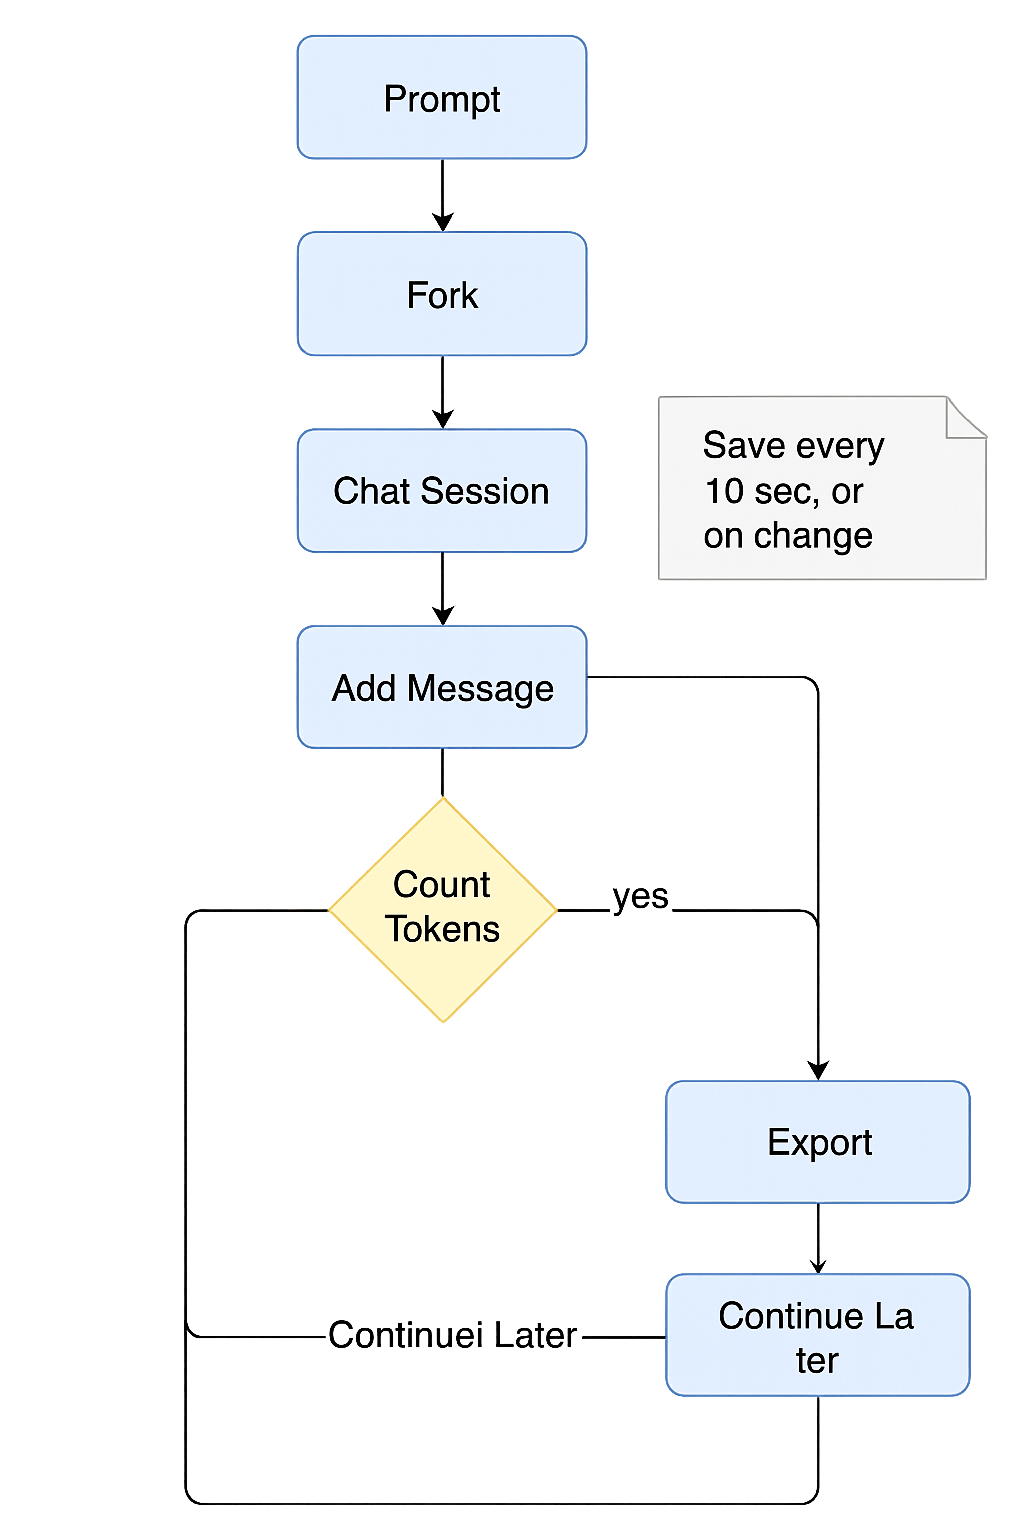 Prompt
Fork
Chat Session
Save every
10 sec, or
on change
Add Message
Count
Tokens
yes
Export
Continue La
ter
Continuei Later